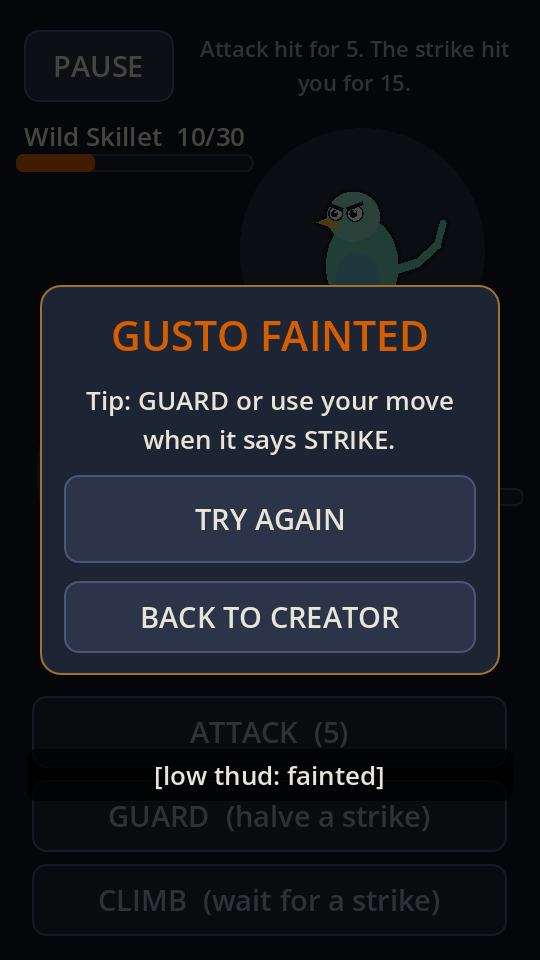 PAUSE
Attack hit for 5. The strike hit
you for 15.
Wild Skillet  10/30
GUSTO FAINTED
Tip: GUARD or use your move
when it says STRIKE.
TRY AGAIN
BACK TO CREATOR
ATTACK  (5)
[low thud: fainted]
GUARD  (halve a strike)
CLIMB  (wait for a strike)